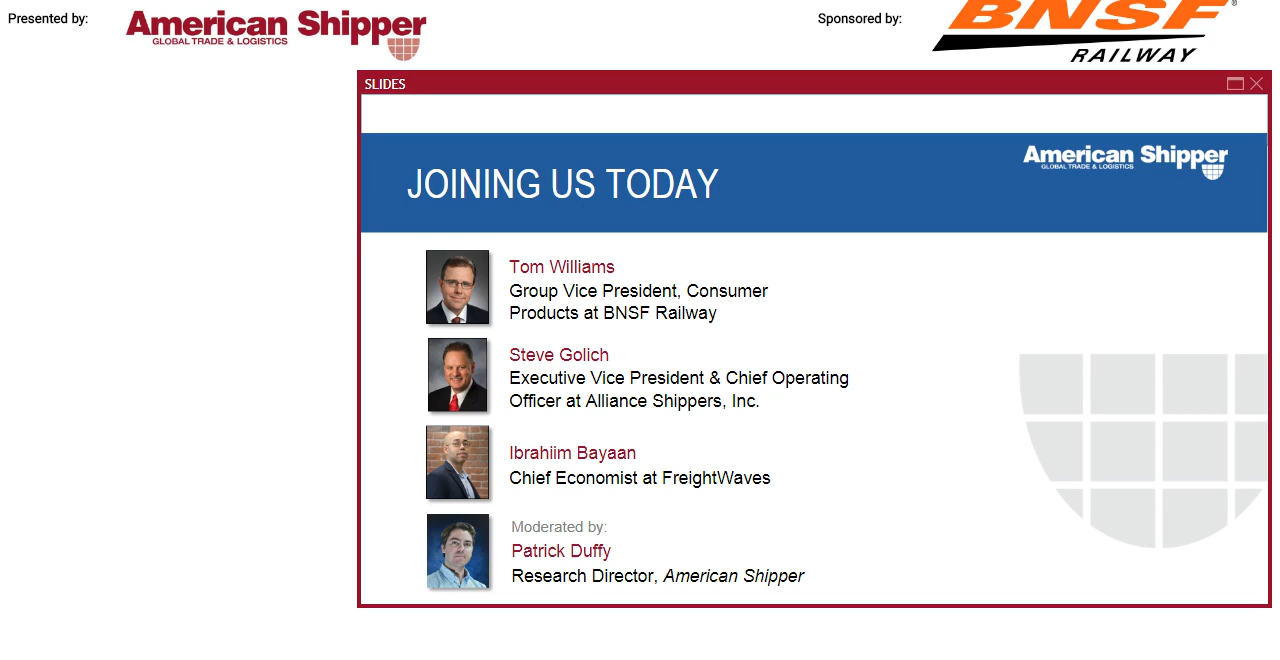 Presented by:
American Shipper
GLOBAL TRADE & LOGISTICS
Sponsored by:
BNSF®
RAILWAY
SLIDES
American Shipper
GLOBAL TRADE & LOGISTICS
JOINING US TODAY
Tom Williams
Group Vice President, Consumer
Products at BNSF Railway
Steve Golich
Executive Vice President & Chief Operating
Officer at Alliance Shippers, Inc.
Ibrahiim Bayaan
Chief Economist at FreightWaves
Moderated by:
Patrick Duffy
Research Director, American Shipper